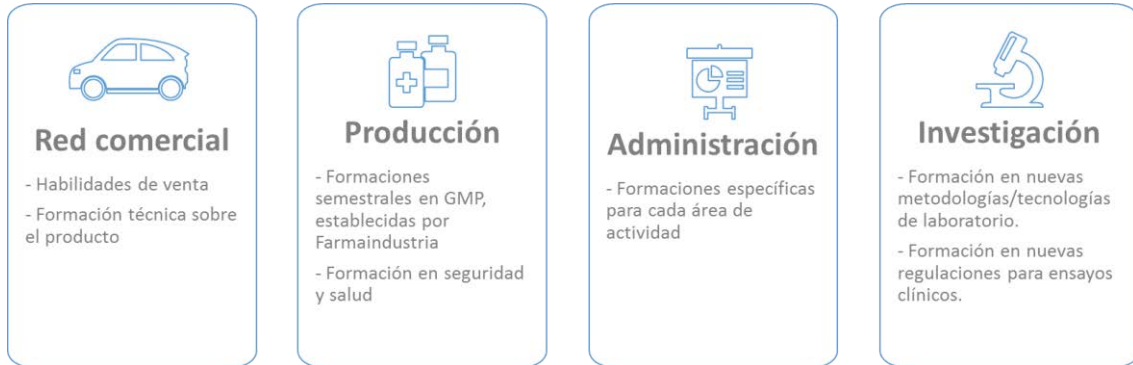 Red comercial
- Habilidades de venta
- Formación técnica sobre
el producto
Producción
- Formaciones
semestrales en GMP,
establecidas por
Farmaindustria
- Formación en seguridad
y salud
Administración
- Formaciones específicas
para cada área de
actividad
Investigación
- Formación en nuevas
metodologías/tecnologías
de laboratorio.
- Formación en nuevas
regulaciones para ensayos
clínicos.